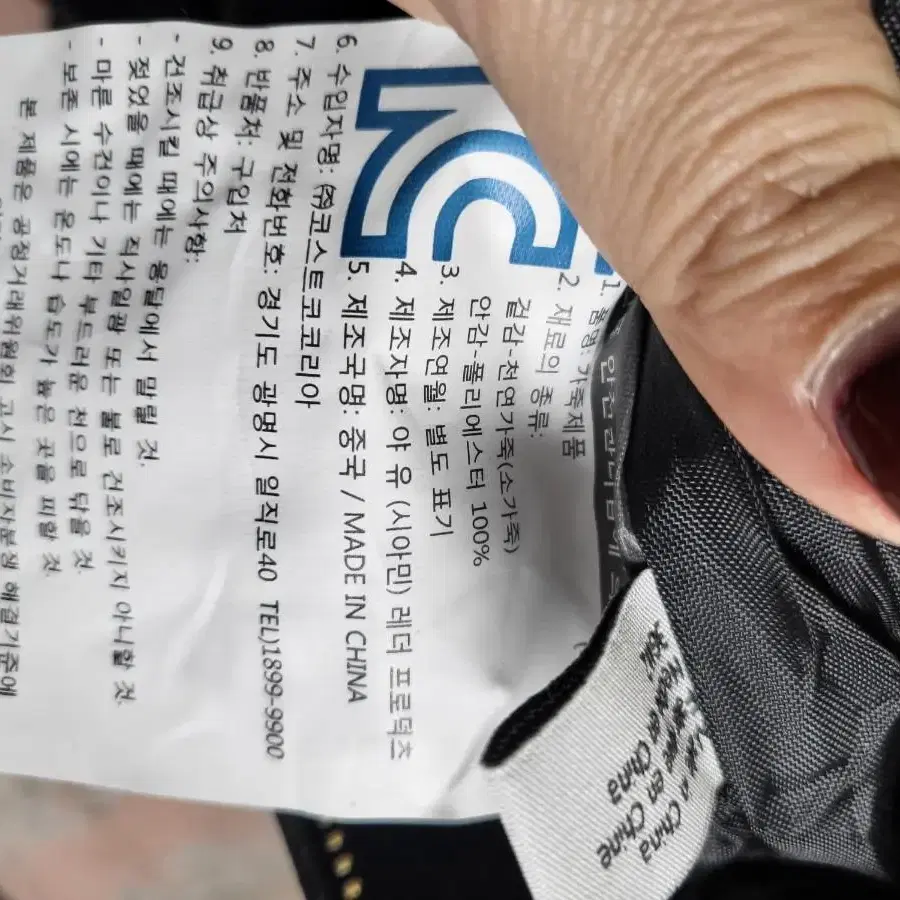 1. 품명: 가죽제품
2. 재료의 종류:
겉감-천연가죽(소가죽)
안감-폴리에스터 100%
3. 제조연월: 별도 표기
4. 제조자명: 야 유 (시아먼) 레더 프로덕츠
5. 제조국명: 중국 / MADE IN CHINA
6. 수입자명: ㈜코스트코코리아
7. 주소 및 전화번호: 경기도 광명시 일직로40 TEL)1899-9900
8. 반품처: 구입처
9. 취급상 주의사항:
- 건조시킬 때에는 응달에서 말릴 것.
- 젖었을 때에는 직사일광 또는 불로 건조시키지 아니할 것.
- 마른 수건이나 기타 부드러운 천으로 닦을 것.
- 보존 시에는 온도나 습도가 높은 곳을 피할 것.
본 제품은 공정거래위원회 고시 소비자분쟁 해결기준에
China
en Chine
China
China